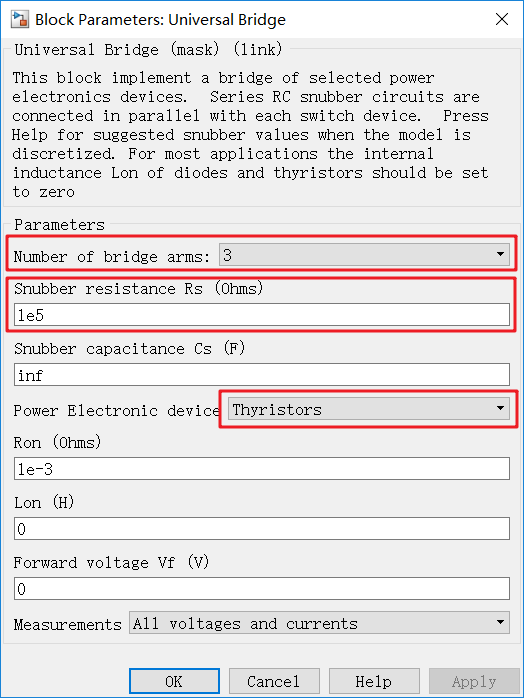 Block Parameters: Universal Bridge
Universal Bridge (mask) (link)
This block implement a bridge of selected power
electronics devices.  Series RC snubber circuits are
connected in parallel with each switch device.  Press
Help for suggested snubber values when the model is
discretized. For most applications the internal
inductance Lon of diodes and thyristors should be set
to zero
Parameters
Number of bridge arms: 3
Snubber resistance Rs (Ohms)
1e5
Snubber capacitance Cs (F)
inf
Power Electronic device Thyristors
Ron (Ohms)
1e-3
Lon (H)
0
Forward voltage Vf (V)
0
Measurements All voltages and currents
OK Cancel Help Apply